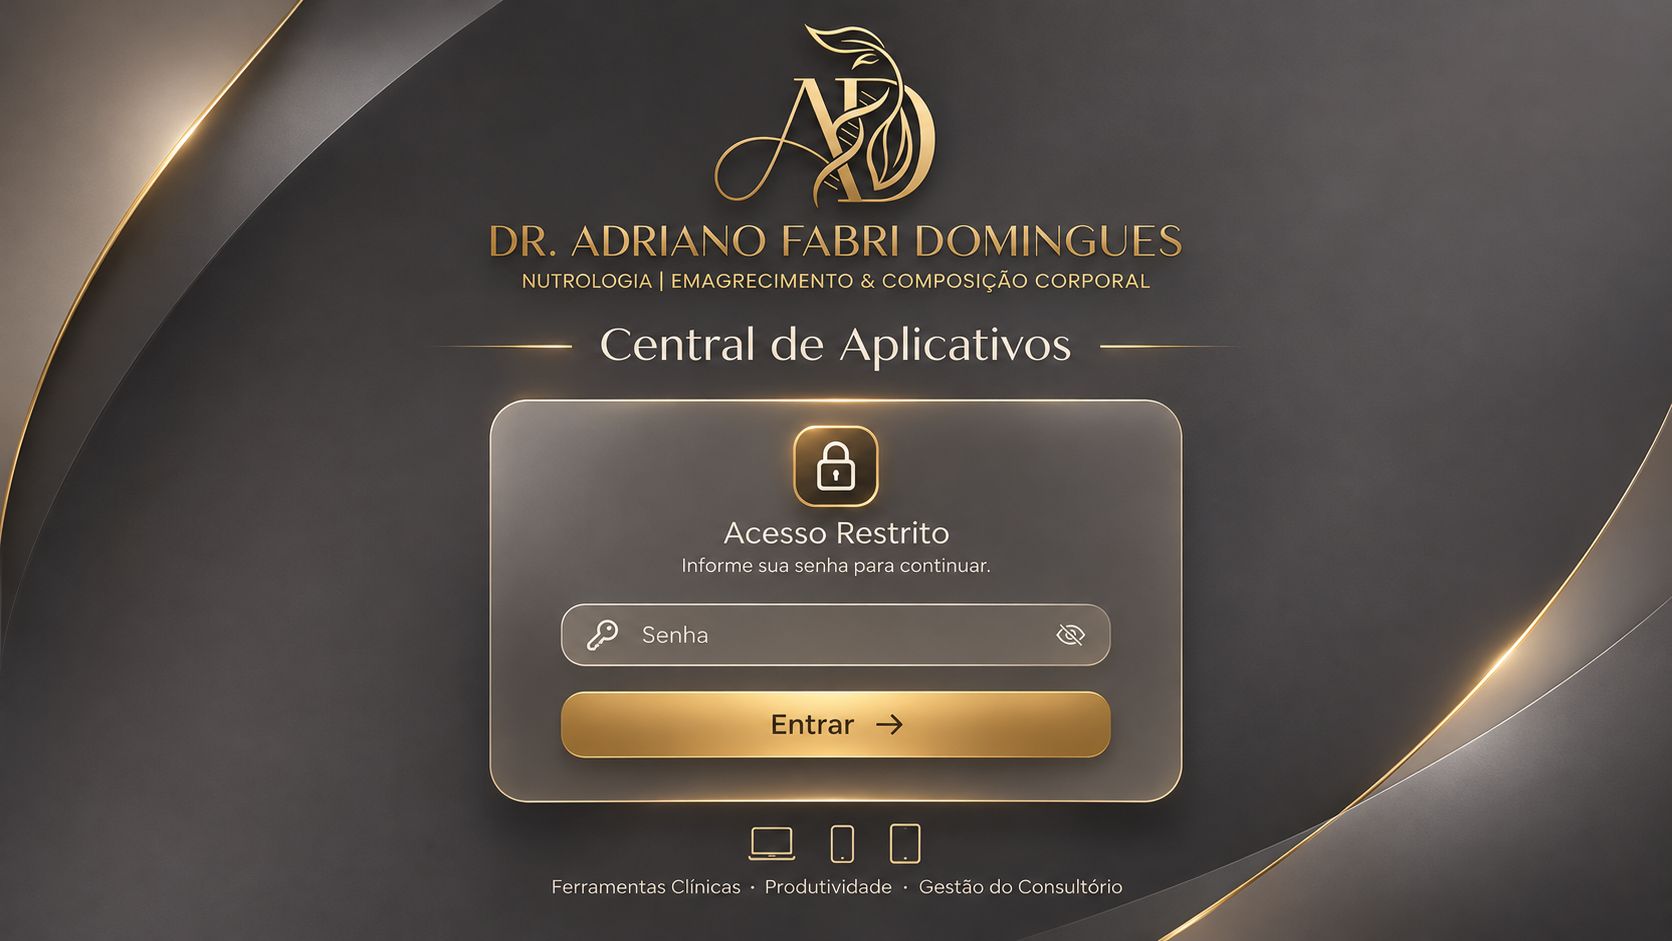 AD
DR. ADRIANO FABRI DOMINGUES
NUTROLOGIA | EMAGRECIMENTO & COMPOSIÇÃO CORPORAL
Central de Aplicativos
Acesso Restrito
Informe sua senha para continuar.
Senha
Entrar →
Ferramentas Clínicas · Produtividade · Gestão do Consultório